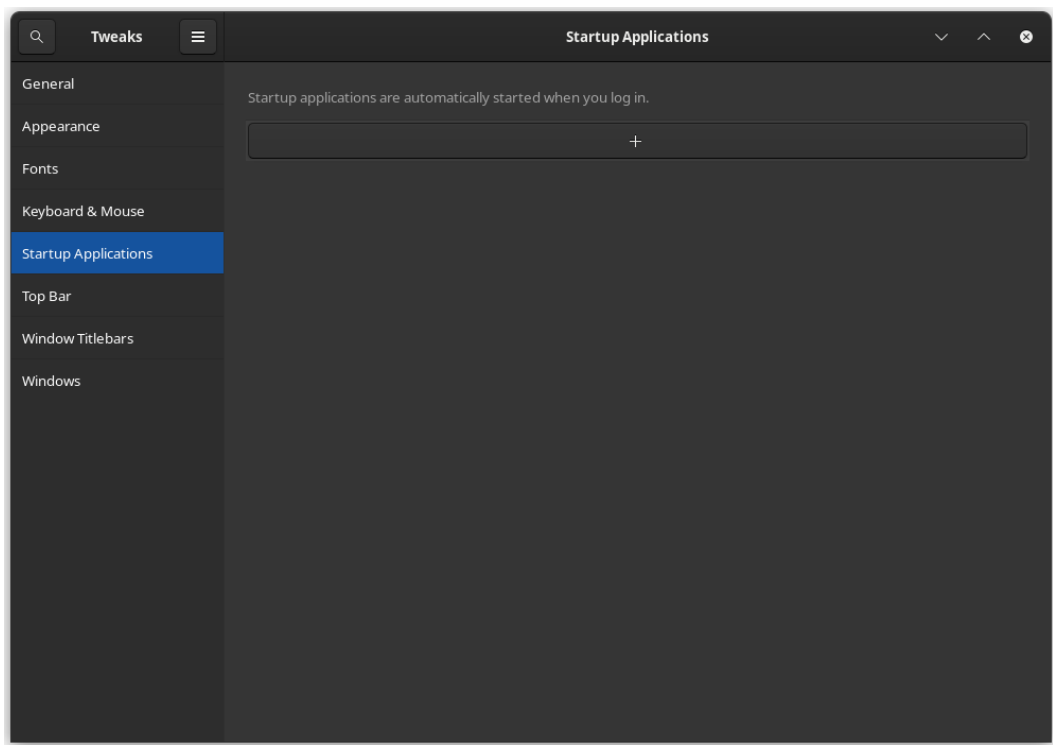 Tweaks
Startup Applications
General
Appearance
Fonts
Keyboard & Mouse
Startup Applications
Top Bar
Window Titlebars
Windows
Startup applications are automatically started when you log in.